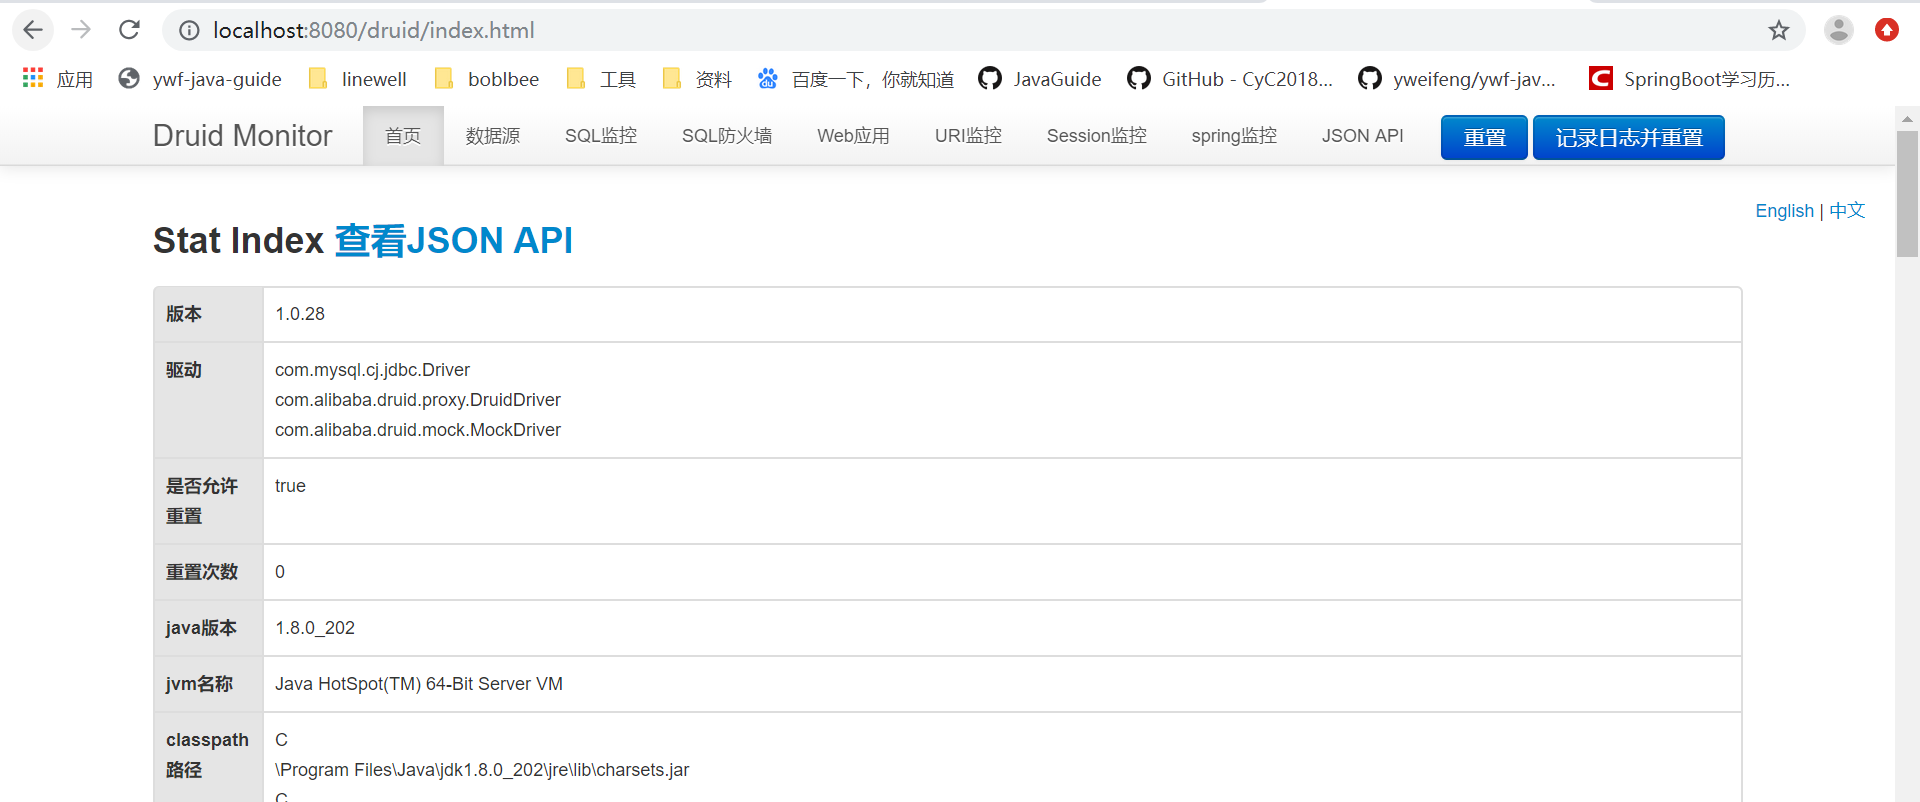 localhost:8080/druid/index.html
应用 ywf-java-guide linewell boblbee 工具 资料 百度一下，你就知道 JavaGuide GitHub - CyC2018... yweifeng/ywf-jav... SpringBoot学习历...
Druid Monitor 首页 数据源 SQL监控 SQL防火墙 Web应用 URI监控 Session监控 spring监控 JSON API 重置 记录日志并重置
English | 中文
Stat Index 查看JSON API
版本 1.0.28
驱动 com.mysql.cj.jdbc.Driver
com.alibaba.druid.proxy.DruidDriver
com.alibaba.druid.mock.MockDriver
是否允许 true
重置
重置次数 0
java版本 1.8.0_202
jvm名称 Java HotSpot(TM) 64-Bit Server VM
classpath C
路径 \Program Files\Java\jdk1.8.0_202\jre\lib\charsets.jar
C